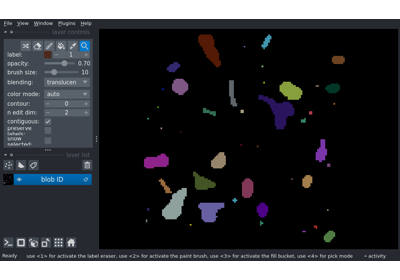 File View Window Plugins Help
layer controls
label: 1
opacity: 0.70
brush size: 10
blending: translucen
color mode: auto
contour: 0
n edit dim: 2
contiguous: ✓
preserve
labels:
show
selected:
layer list
blob ID
Ready use <1> for activate the label eraser, use <2> for activate the paint brush, use <3> for activate the fill bucket, use <4> for pick mode activity